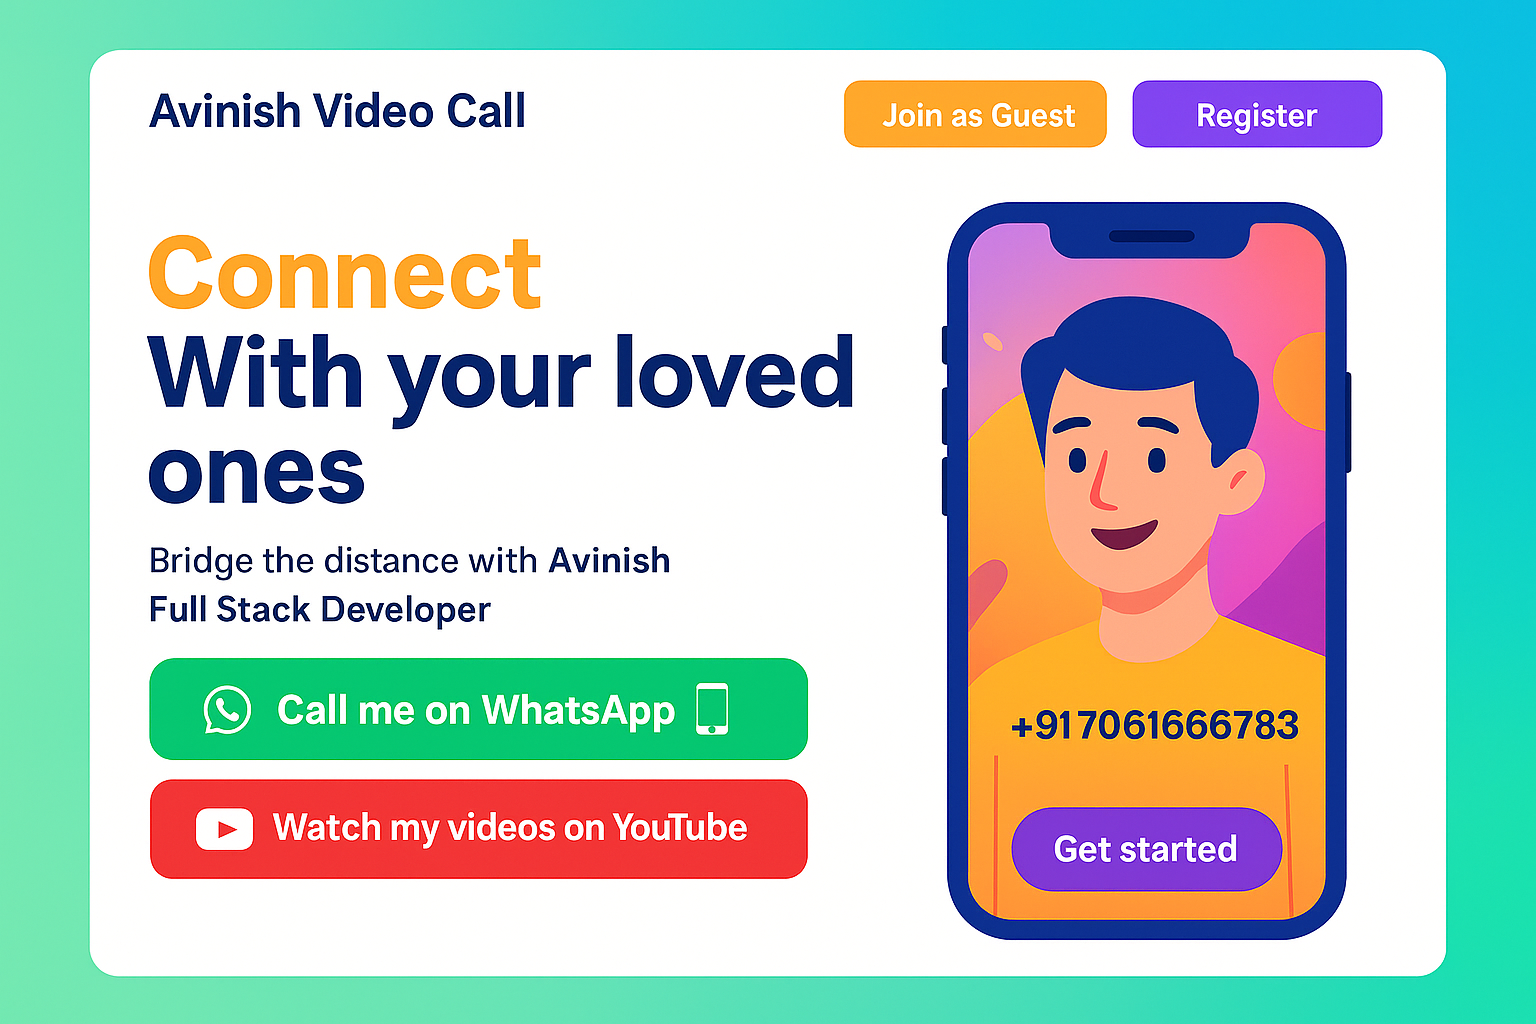 Avinish Video Call
Join as Guest
Register
Connect
With your loved
ones
Bridge the distance with Avinish
Full Stack Developer
Call me on WhatsApp
Watch my videos on YouTube
+917061666783
Get started